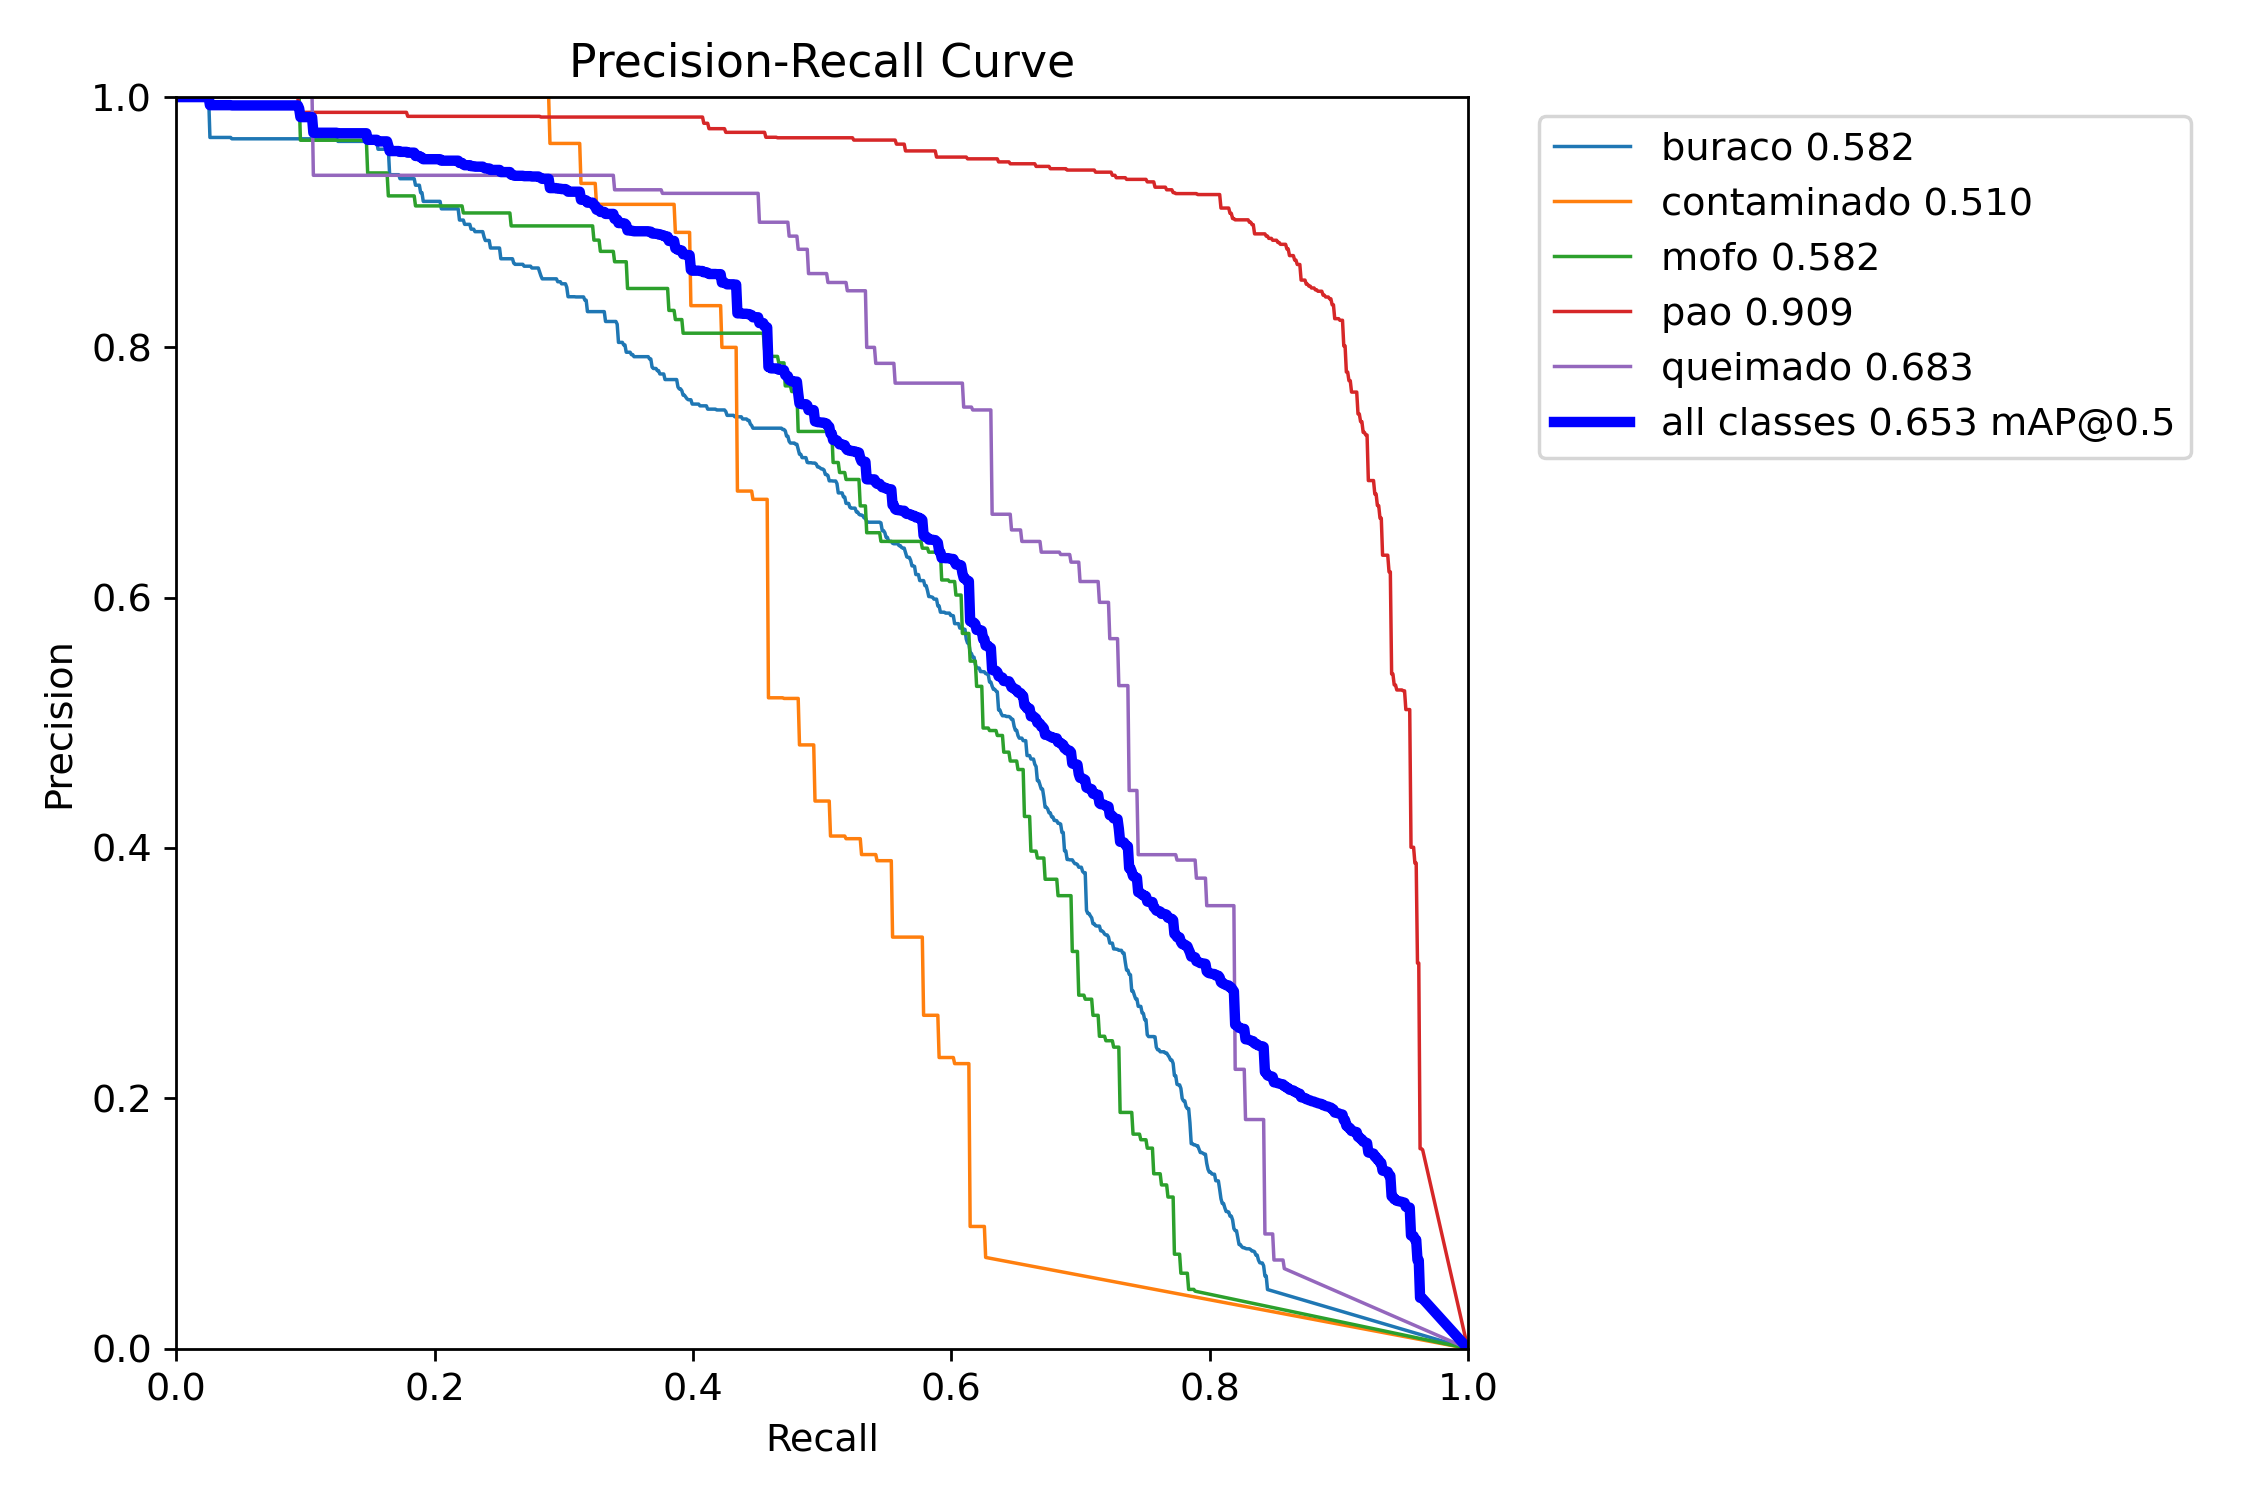 Precision-Recall Curve
1.0
0.8
0.6
0.4
0.2
0.0
Precision
0.0 0.2 0.4 0.6 0.8 1.0
Recall
buraco 0.582
contaminado 0.510
mofo 0.582
pao 0.909
queimado 0.683
all classes 0.653 mAP@0.5